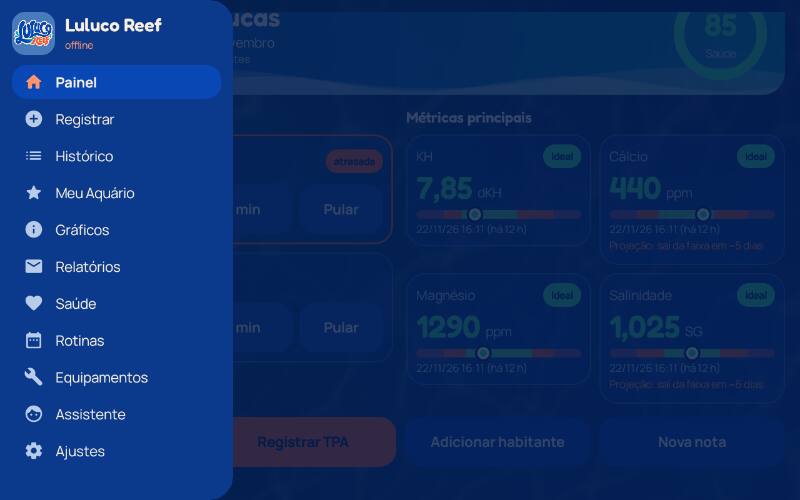 Luluco Reef
offline
Painel
Registrar
Histórico
Meu Aquário
Gráficos
Relatórios
Saúde
Rotinas
Equipamentos
Assistente
Ajustes
ucas
vembro
tes
85
Saúde
atrasada
min
Pular
min
Pular
Métricas principais
KH
Ideal
7,85 dKH
22/11/26 16:11 (há 12 h)
Cálcio
Ideal
440 ppm
22/11/26 16:11 (há 12 h)
Projeção: sai da faixa em ~5 dias
Magnésio
Ideal
1290 ppm
22/11/26 16:11 (há 12 h)
Salinidade
Ideal
1,025 SG
22/11/26 16:11 (há 12 h)
Projeção: sai da faixa em ~6 dias
Registrar TPA
Adicionar habitante
Nova nota